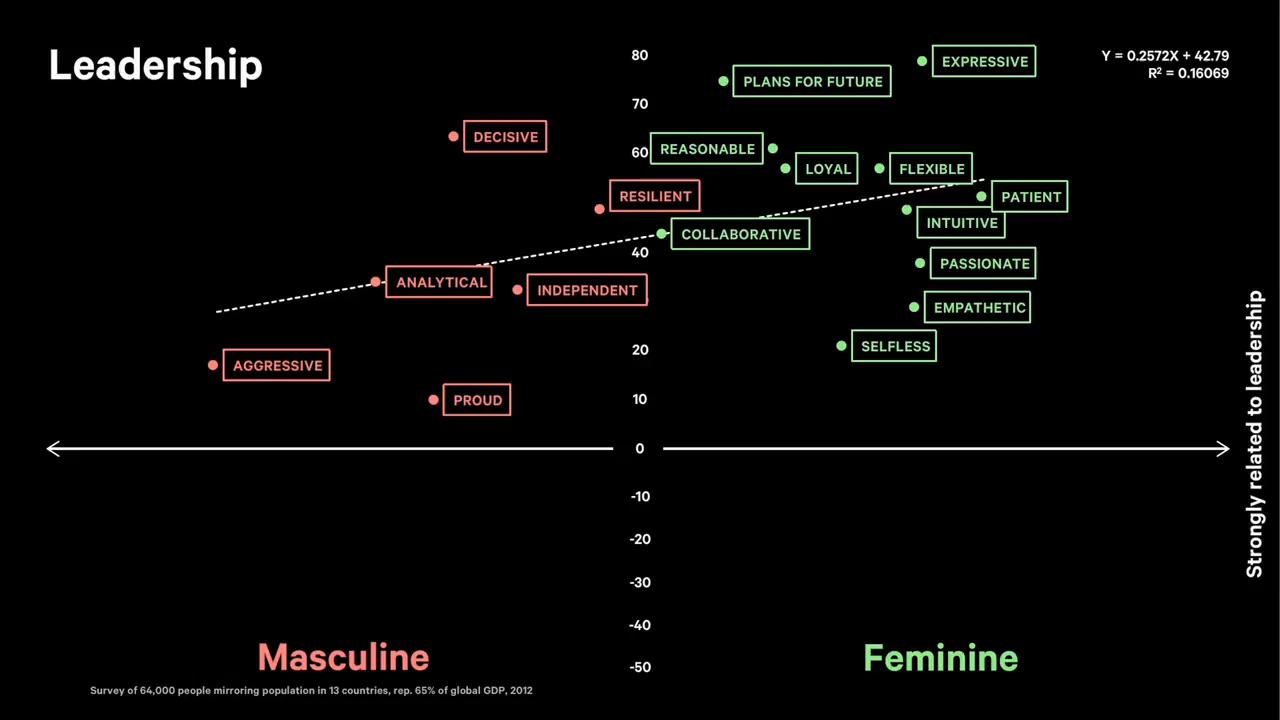 Leadership
80
EXPRESSIVE
Y = 0.2572X + 42.79
R² = 0.16069
PLANS FOR FUTURE
70
DECISIVE
60
REASONABLE
LOYAL
FLEXIBLE
RESILIENT
PATIENT
INTUITIVE
COLLABORATIVE
40
PASSIONATE
ANALYTICAL
INDEPENDENT
EMPATHETIC
SELFLESS
20
AGGRESSIVE
10
PROUD
0
Strongly related to leadership
-10
-20
-30
-40
-50
Masculine
Feminine
Survey of 64,000 people mirroring population in 13 countries, rep. 65% of global GDP, 2012